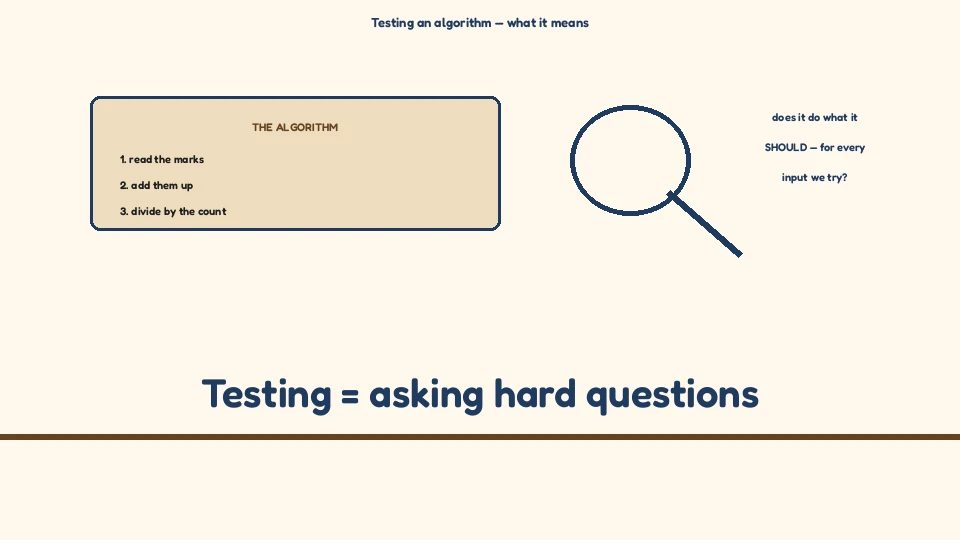 Testing an algorithm — what it means
THE ALGORITHM
1. read the marks
2. add them up
3. divide by the count
does it do what it
SHOULD — for every
input we try?
Testing = asking hard questions